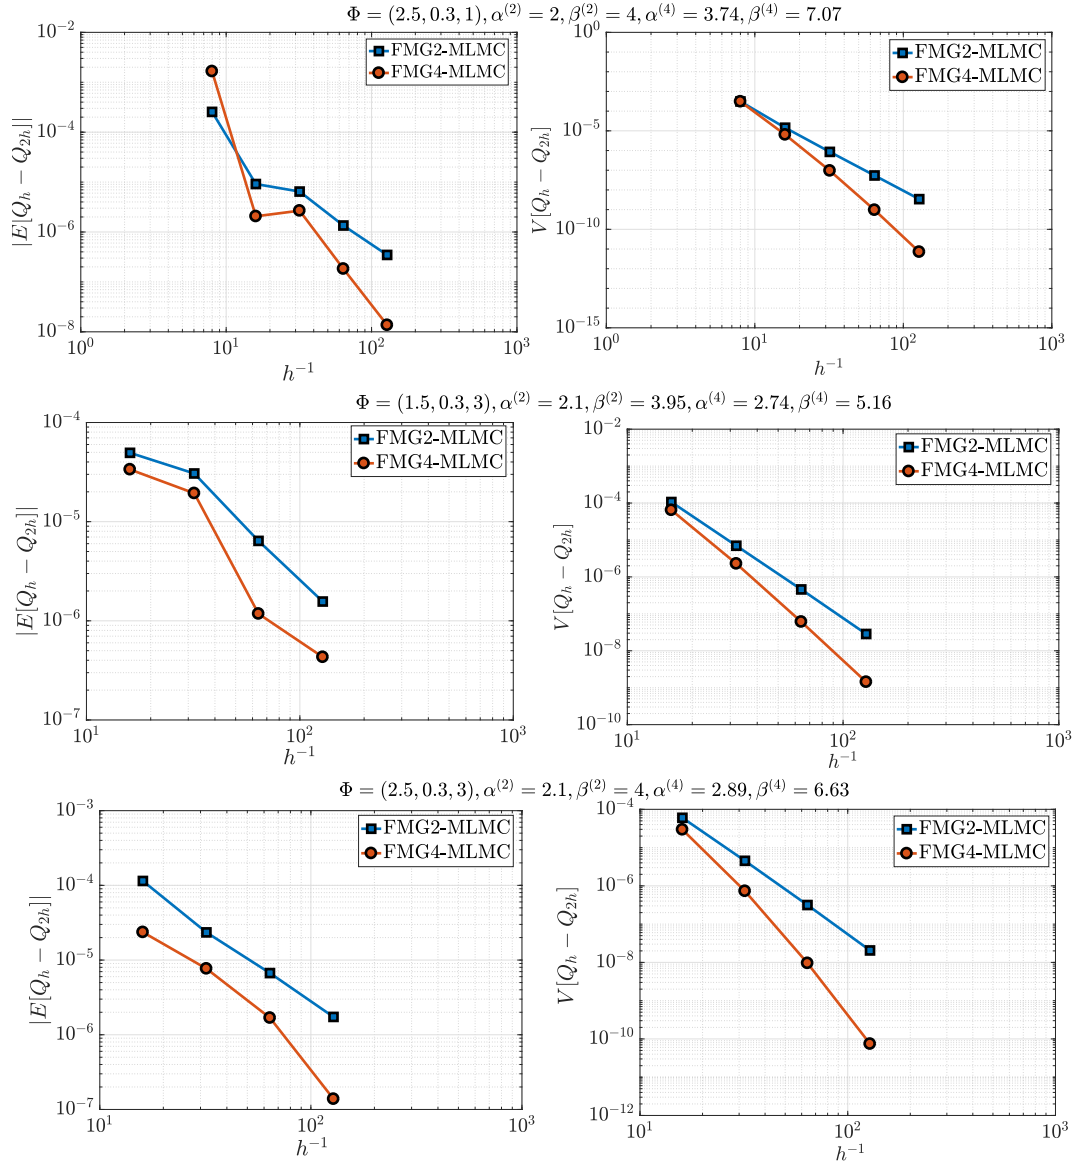 Φ = (2.5, 0.3, 1), α^(2) = 2, β^(2) = 4, α^(4) = 3.74, β^(4) = 7.07
10^-2
10^-4
10^-6
10^-8
|E[Q_h − Q_2h]|
FMG2-MLMC
FMG4-MLMC
10^0 10^1 10^2 10^3
h^-1
10^0
10^-5
10^-10
10^-15
V[Q_h − Q_2h]
FMG2-MLMC
FMG4-MLMC
10^0 10^1 10^2 10^3
h^-1
Φ = (1.5, 0.3, 3), α^(2) = 2.1, β^(2) = 3.95, α^(4) = 2.74, β^(4) = 5.16
10^-4
10^-5
10^-6
10^-7
|E[Q_h − Q_2h]|
FMG2-MLMC
FMG4-MLMC
10^1 10^2 10^3
h^-1
10^-2
10^-4
10^-6
10^-8
10^-10
V[Q_h − Q_2h]
FMG2-MLMC
FMG4-MLMC
10^1 10^2 10^3
h^-1
Φ = (2.5, 0.3, 3), α^(2) = 2.1, β^(2) = 4, α^(4) = 2.89, β^(4) = 6.63
10^-3
10^-4
10^-5
10^-6
10^-7
|E[Q_h − Q_2h]|
FMG2-MLMC
FMG4-MLMC
10^1 10^2 10^3
h^-1
10^-4
10^-6
10^-8
10^-10
10^-12
V[Q_h − Q_2h]
FMG2-MLMC
FMG4-MLMC
10^1 10^2 10^3
h^-1